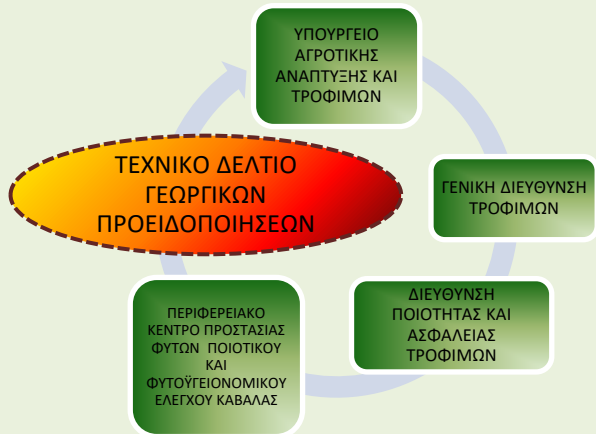 ΥΠΟΥΡΓΕΙΟ
ΑΓΡΟΤΙΚΗΣ
ΑΝΑΠΤΥΞΗΣ ΚΑΙ
ΤΡΟΦΙΜΩΝ
ΤΕΧΝΙΚΟ ΔΕΛΤΙΟ
ΓΕΩΡΓΙΚΩΝ
ΠΡΟΕΙΔΟΠΟΙΗΣΕΩΝ
ΓΕΝΙΚΗ ΔΙΕΥΘΥΝΣΗ
ΤΡΟΦΙΜΩΝ
ΔΙΕΥΘΥΝΣΗ
ΠΟΙΟΤΗΤΑΣ ΚΑΙ
ΑΣΦΑΛΕΙΑΣ
ΤΡΟΦΙΜΩΝ
ΠΕΡΙΦΕΡΕΙΑΚΟ
ΚΕΝΤΡΟ ΠΡΟΣΤΑΣΙΑΣ
ΦΥΤΩΝ ΠΟΙΟΤΙΚΟΥ
ΚΑΙ
ΦΥΤΟΫΓΕΙΟΝΟΜΙΚΟΥ
ΕΛΕΓΧΟΥ ΚΑΒΑΛΑΣ